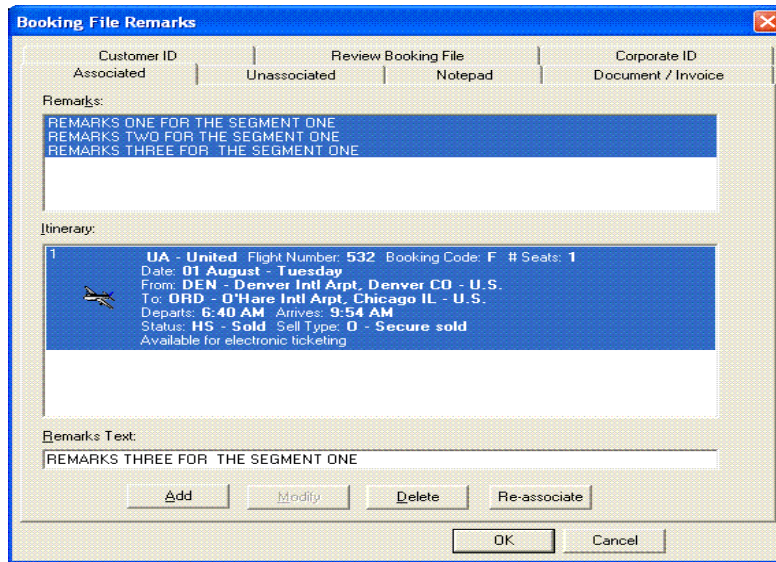 Booking File Remarks
Customer ID Review Booking File Corporate ID
Associated Unassociated Notepad Document / Invoice
Remarks:
REMARKS ONE FOR THE SEGMENT ONE
REMARKS TWO FOR THE SEGMENT ONE
REMARKS THREE FOR  THE SEGMENT ONE
Itinerary:
1 UA - United Flight Number: 532 Booking Code: F # Seats: 1
Date: 01 August - Tuesday
From: DEN - Denver Intl Arpt, Denver CO - U.S.
To: ORD - O'Hare Intl Arpt, Chicago IL - U.S.
Departs: 6:40 AM Arrives: 9:54 AM
Status: HS - Sold Sell Type: O - Secure sold
Available for electronic ticketing
Remarks Text:
REMARKS THREE FOR  THE SEGMENT ONE
Add Modify Delete Re-associate
OK Cancel